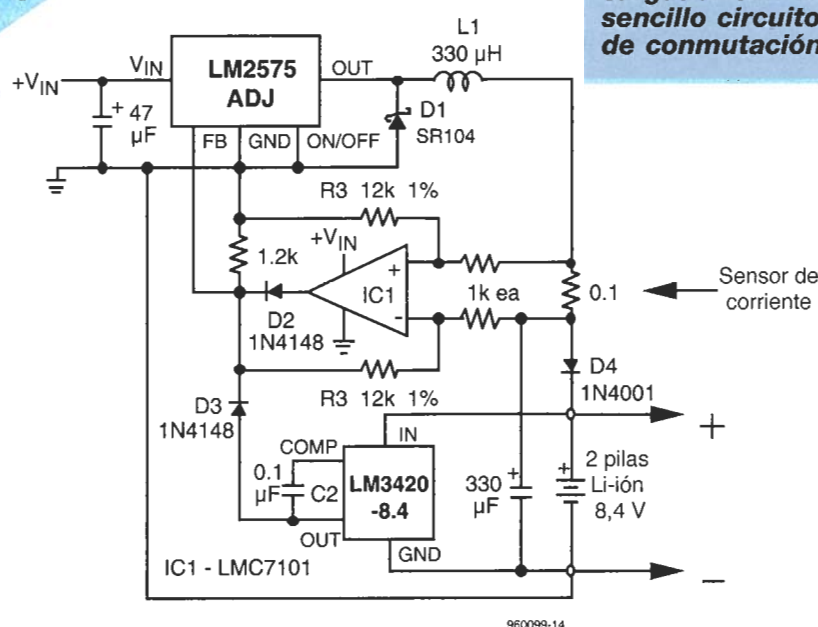 sencillo circuito
de conmutación
L1
330 µH
+VIN
VIN
LM2575
ADJ
OUT
FB
GND
ON/OFF
+
47
µF
D1
SR104
R3 12k 1%
1.2k
+VIN
+
IC1
-
1k ea
0.1
Sensor de
corriente
D2
1N4148
R3 12k 1%
D4
1N4001
D3
1N4148
+
COMP
IN
0.1
µF
C2
LM3420
-8.4
OUT
GND
330
µF
+
+
2 pilas
Li-ión
8,4 V
IC1 - LMC7101
–
960099-14